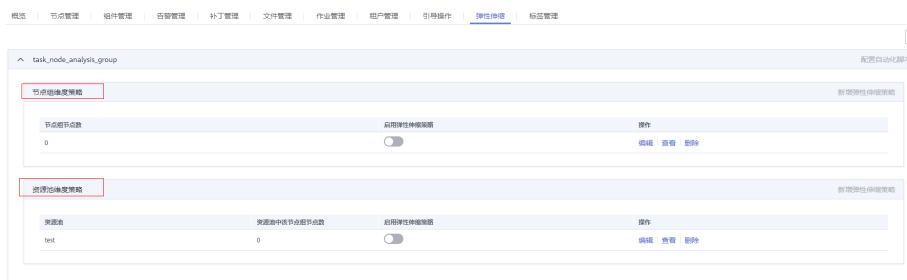 概览 节点管理 组件管理 告警管理 补丁管理 文件管理 作业管理 租户管理 引导操作 弹性伸缩 标签管理
task_node_analysis_group 配置自动化脚本
节点组维度策略 新增弹性伸缩策略
节点组节点数 启用弹性伸缩策略 操作
0 编辑 查看 删除
资源池维度策略 新增弹性伸缩策略
资源池 资源池中该节点组节点数 启用弹性伸缩策略 操作
test 0 编辑 查看 删除